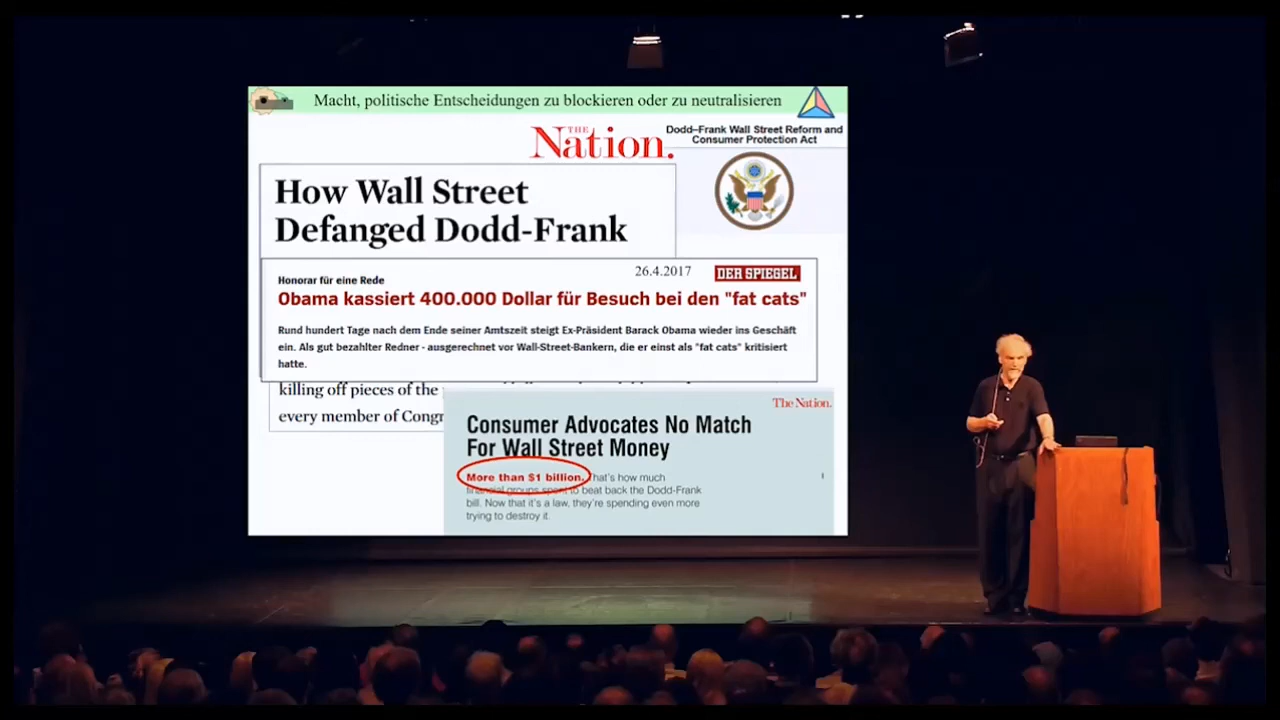 Macht, politische Entscheidungen zu blockieren oder zu neutralisieren
THE
Nation.
Dodd–Frank Wall Street Reform and
Consumer Protection Act
How Wall Street
Defanged Dodd-Frank
26.4.2017
DER SPIEGEL
Honorar für eine Rede
Obama kassiert 400.000 Dollar für Besuch bei den "fat cats"
Rund hundert Tage nach dem Ende seiner Amtszeit steigt Ex-Präsident Barack Obama wieder ins Geschäft
ein. Als gut bezahlter Redner - ausgerechnet vor Wall-Street-Bankern, die er einst als "fat cats" kritisiert
hatte.
killing off pieces of the
every member of Congr
The Nation.
Consumer Advocates No Match
For Wall Street Money
More than $1 billion. That's how much
financial groups spent to beat back the Dodd-Frank
bill. Now that it's a law, they're spending even more
trying to destroy it.